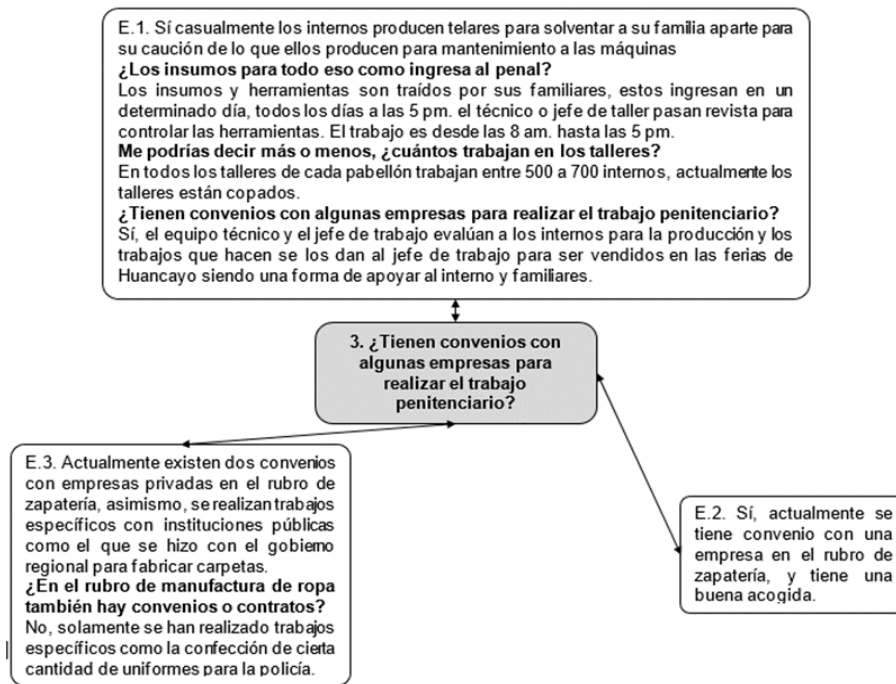 E.1. Sí casualmente los internos producen telares para solventar a su familia aparte para
su caución de lo que ellos producen para mantenimiento a las máquinas
¿Los insumos para todo eso como ingresa al penal?
Los insumos y herramientas son traídos por sus familiares, estos ingresan en un
determinado día, todos los días a las 5 pm. el técnico o jefe de taller pasan revista para
controlar las herramientas. El trabajo es desde las 8 am. hasta las 5 pm.
Me podrías decir más o menos, ¿cuántos trabajan en los talleres?
En todos los talleres de cada pabellón trabajan entre 500 a 700 internos, actualmente los
talleres están copados.
¿Tienen convenios con algunas empresas para realizar el trabajo penitenciario?
Sí, el equipo técnico y el jefe de trabajo evalúan a los internos para la producción y los
trabajos que hacen se los dan al jefe de trabajo para ser vendidos en las ferias de
Huancayo siendo una forma de apoyar al interno y familiares.
3. ¿Tienen convenios con
algunas empresas para
realizar el trabajo
penitenciario?
E.3. Actualmente existen dos convenios
con empresas privadas en el rubro de
zapatería, asimismo, se realizan trabajos
específicos con instituciones públicas
como el que se hizo con el gobierno
regional para fabricar carpetas.
¿En el rubro de manufactura de ropa
también hay convenios o contratos?
No, solamente se han realizado trabajos
específicos como la confección de cierta
cantidad de uniformes para la policía.
E.2. Sí, actualmente se
tiene convenio con una
empresa en el rubro de
zapatería, y tiene una
buena acogida.